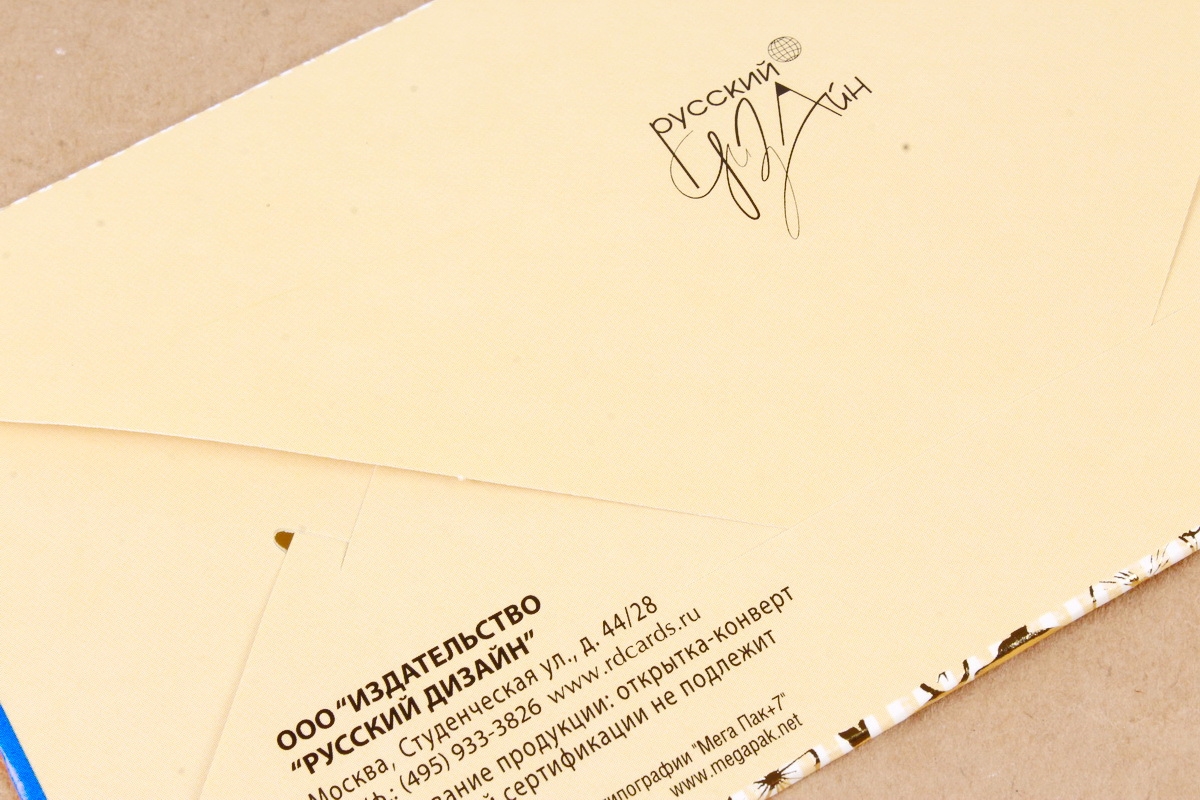 русский
дизАйн
ООО "ИЗДАТЕЛЬСТВО
"РУССКИЙ ДИЗАЙН"
Москва, Студенческая ул., д. 44/28
(495) 933-3826 www.rdcards.ru
продукции: открытка-конверт
сертификации не подлежит
типографии "Мега Пак+7"
www.megapak.net